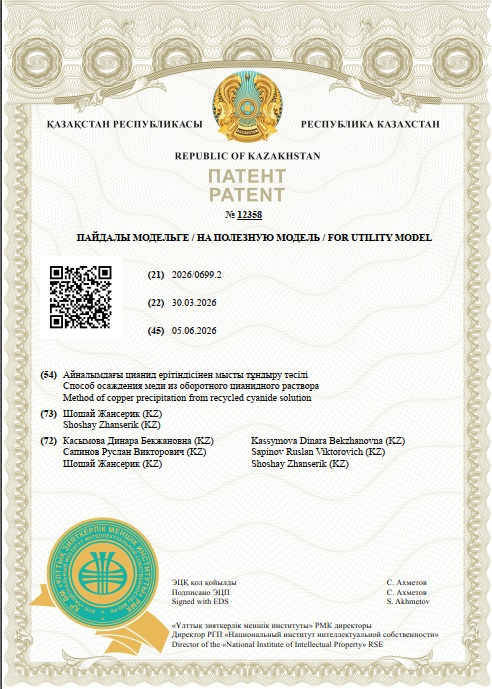 ҚАЗАҚСТАН РЕСПУБЛИКАСЫ
РЕСПУБЛИКА КАЗАХСТАН
REPUBLIC OF KAZAKHSTAN
ПАТЕНТ
PATENT
№ 12358
ПАЙДАЛЫ МОДЕЛЬГЕ / НА ПОЛЕЗНУЮ МОДЕЛЬ / FOR UTILITY MODEL
(21) 2026/0699.2
(22) 30.03.2026
(45) 05.06.2026
(54) Айналымдағы цианид ерітіндісінен мысты тұндыру тәсілі
Способ осаждения меди из оборотного цианидного раствора
Method of copper precipitation from recycled cyanide solution
(73) Шошай Жансерик (KZ)
Shoshay Zhanserik (KZ)
(72) Касымова Динара Бекжановна (KZ) Kassymova Dinara Bekzhanovna (KZ)
Сапинов Руслан Викторович (KZ) Sapinov Ruslan Viktorovich (KZ)
Шошай Жансерик (KZ) Shoshay Zhanserik (KZ)
ЭЦҚ қол қойылды С. Ахметов
Подписано ЭЦП С. Ахметов
Signed with EDS S. Akhmetov
«Ұлттық зияткерлік меншік институты» РМК директоры
Директор РГП «Национальный институт интеллектуальной собственности»
Director of the «National Institute of Intellectual Property» RSE